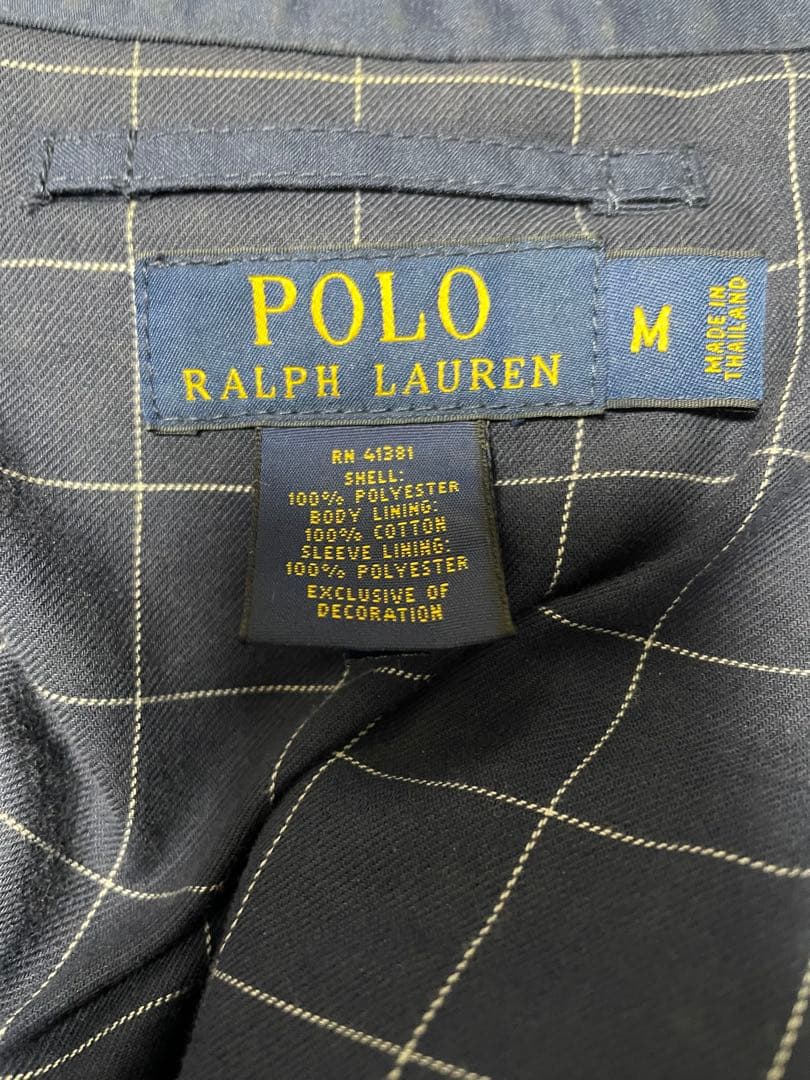 POLO
RALPH LAUREN
M
MADE IN
THAILAND
RN 41381
SHELL:
100% POLYESTER
BODY LINING:
100% COTTON
SLEEVE LINING:
100% POLYESTER
EXCLUSIVE OF
DECORATION